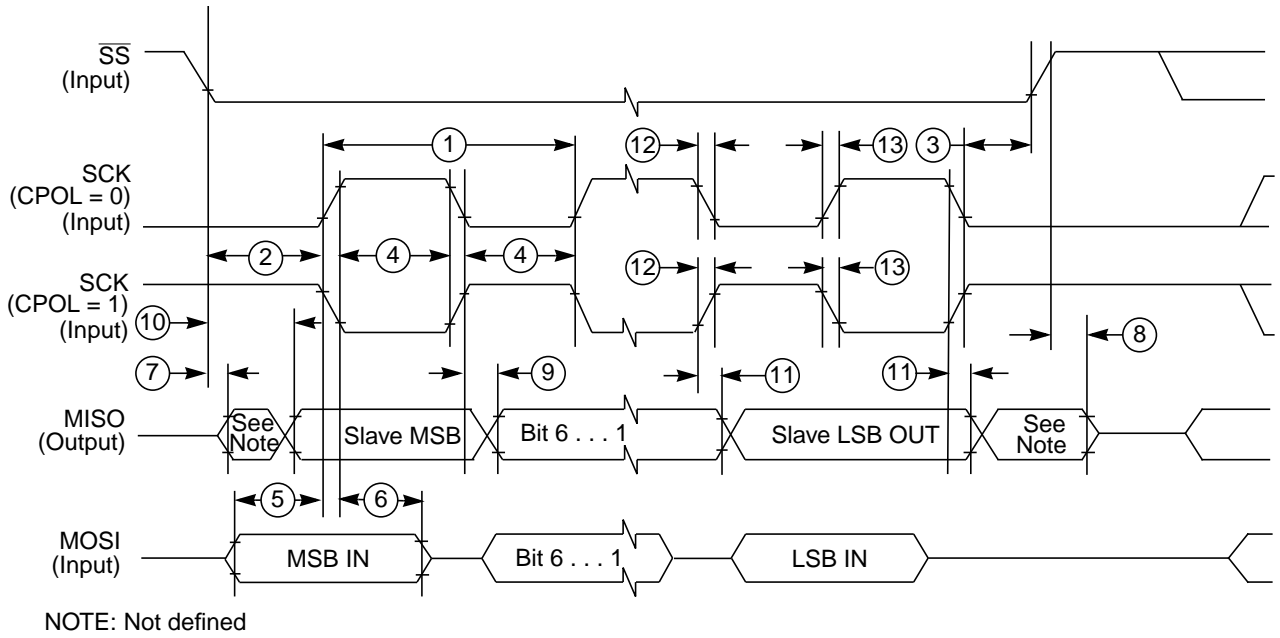 SS
(Input)
1
12
13
3
SCK
(CPOL = 0)
(Input)
2
4
4
12
13
SCK
(CPOL = 1)
(Input)
10
8
7
9
11
11
MISO
(Output)
See
Note
Slave MSB
Bit 6 . . . 1
Slave LSB OUT
See
Note
5
6
MOSI
(Input)
MSB IN
Bit 6 . . . 1
LSB IN
NOTE: Not defined